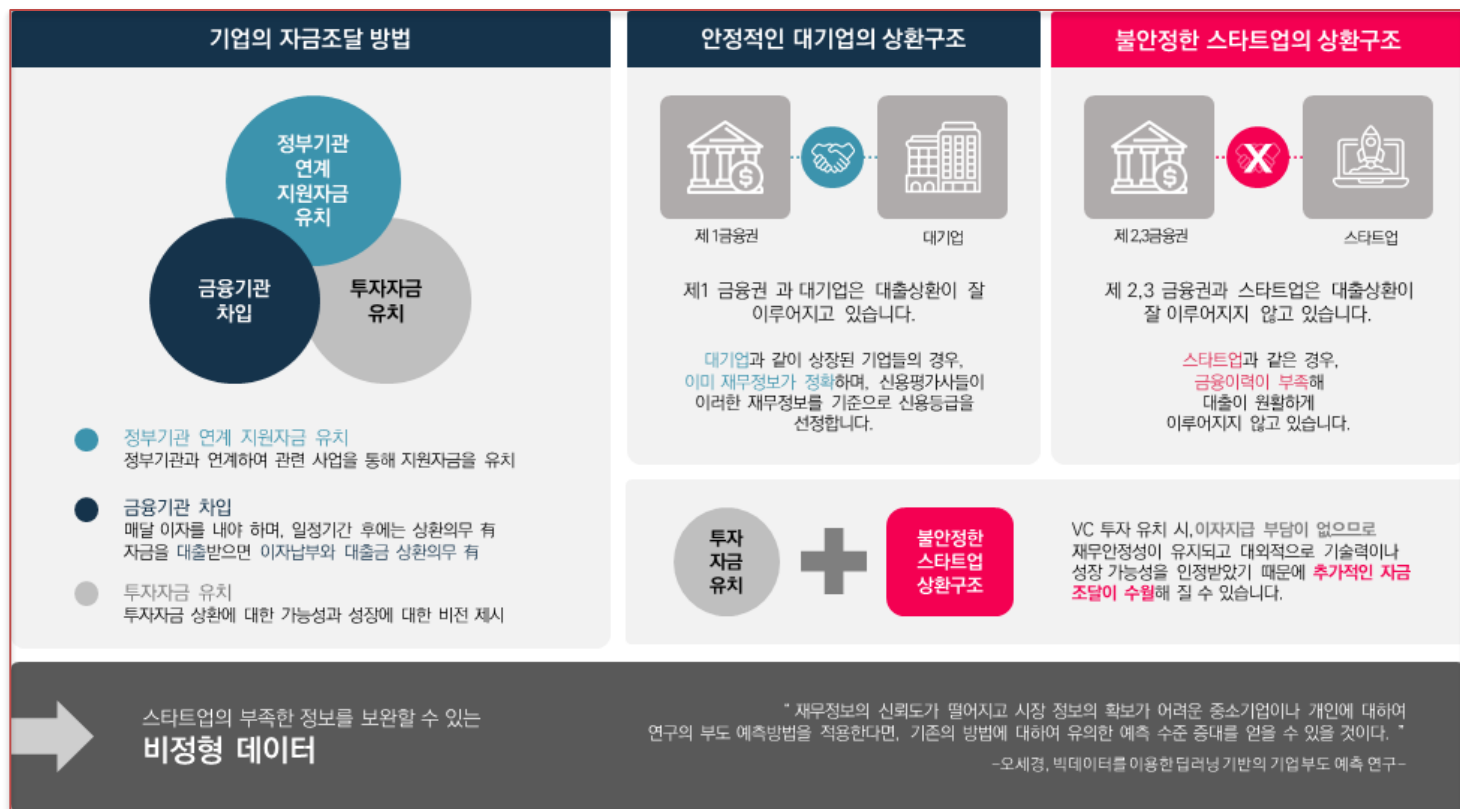 기업의 자금조달 방법
정부기관
연계
지원자금
유치
금융기관
차입
투자자금
유치
정부기관 연계 지원자금 유치
정부기관과 연계하여 관련 사업을 통해 지원자금을 유치
금융기관 차입
매달 이자를 내야 하며, 일정기간 후에는 상환의무 有
자금을 대출받으면 이자납부와 대출금 상환의무 有
투자자금 유치
투자자금 상환에 대한 가능성과 성장에 대한 비전 제시
안정적인 대기업의 상환구조
제 1금융권
대기업
제1 금융권 과 대기업은 대출상환이 잘
이루어지고 있습니다.
대기업과 같이 상장된 기업들의 경우,
이미 재무정보가 정확하며, 신용평가사들이
이러한 재무정보를 기준으로 신용등급을
선정합니다.
불안정한 스타트업의 상환구조
X
제 2,3금융권
스타트업
제 2,3 금융권과 스타트업은 대출상환이
잘 이루어지지 않고 있습니다.
스타트업과 같은 경우,
금융이력이 부족해
대출이 원활하게
이루어지지 않고 있습니다.
투자
자금
유치
불안정한
스타트업
상환구조
VC 투자 유치 시,이자지급 부담이 없으므로
재무안정성이 유지되고 대외적으로 기술력이나
성장 가능성을 인정받았기 때문에 추가적인 자금
조달이 수월해 질 수 있습니다.
스타트업의 부족한 정보를 보완할 수 있는
비정형 데이터
" 재무정보의 신뢰도가 떨어지고 시장 정보의 확보가 어려운 중소기업이나 개인에 대하여
연구의 부도 예측방법을 적용한다면, 기존의 방법에 대하여 유의한 예측 수준 증대를 얻을 수 있을 것이다. "
-오세경, 빅데이터를 이용한 딥러닝 기반의 기업 부도 예측 연구-